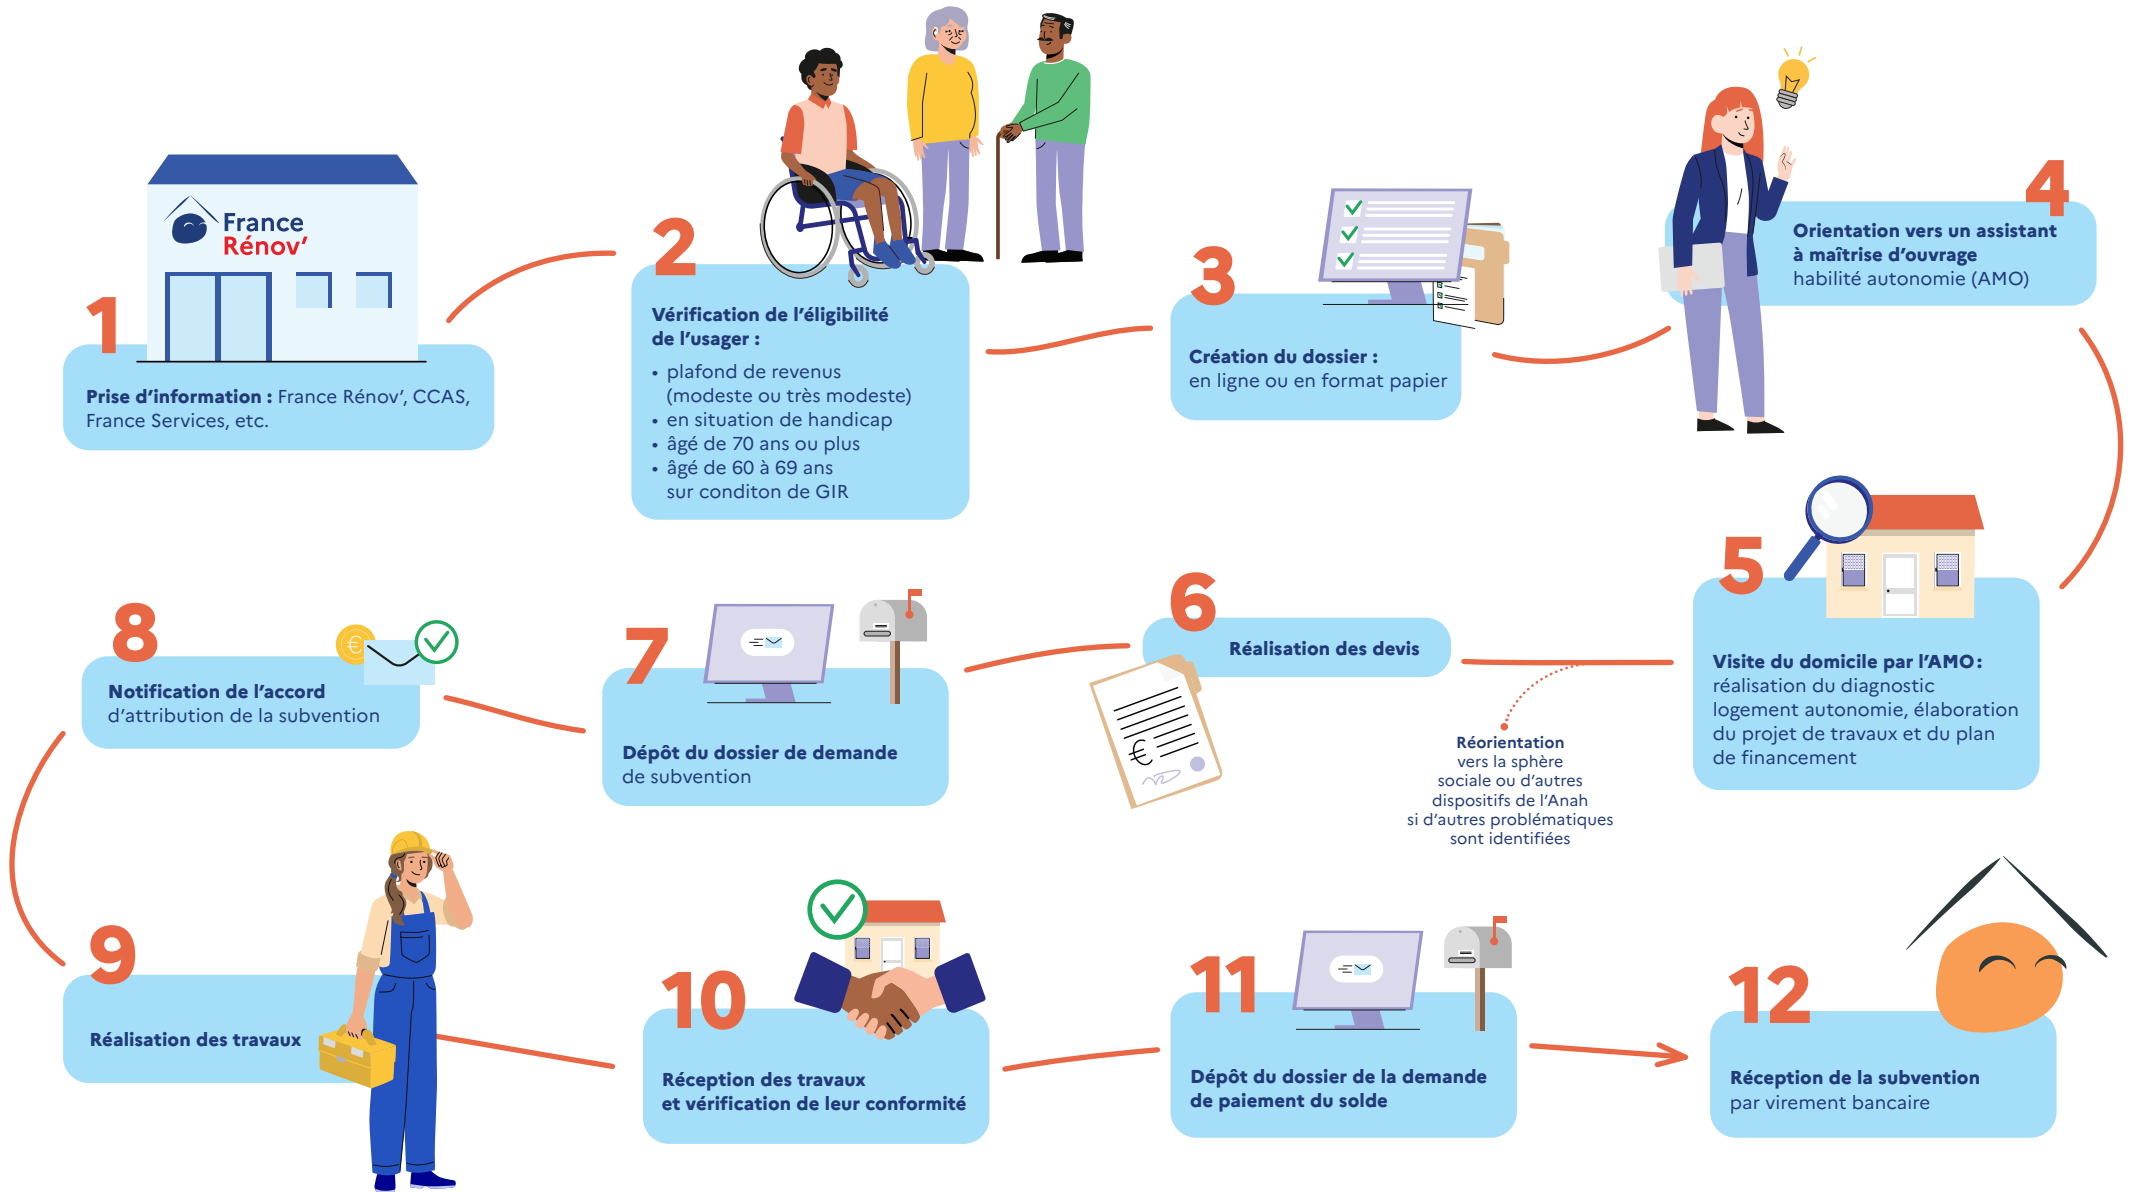 France
Rénov’
1
Prise d’information : France Rénov’, CCAS,
France Services, etc.
2
Vérification de l’éligibilité
de l’usager :
• plafond de revenus
(modeste ou très modeste)
• en situation de handicap
• âgé de 70 ans ou plus
• âgé de 60 à 69 ans
sur conditon de GIR
3
Création du dossier :
en ligne ou en format papier
4
Orientation vers un assistant
à maîtrise d’ouvrage
habilité autonomie (AMO)
5
Visite du domicile par l’AMO :
réalisation du diagnostic
logement autonomie, élaboration
du projet de travaux et du plan
de financement
Réorientation
vers la sphère
sociale ou d’autres
dispositifs de l’Anah
si d’autres problématiques
sont identifiées
6
Réalisation des devis
€
7
Dépôt du dossier de demande
de subvention
8
€
Notification de l’accord
d’attribution de la subvention
9
Réalisation des travaux
10
Réception des travaux
et vérification de leur conformité
11
Dépôt du dossier de la demande
de paiement du solde
12
Réception de la subvention
par virement bancaire